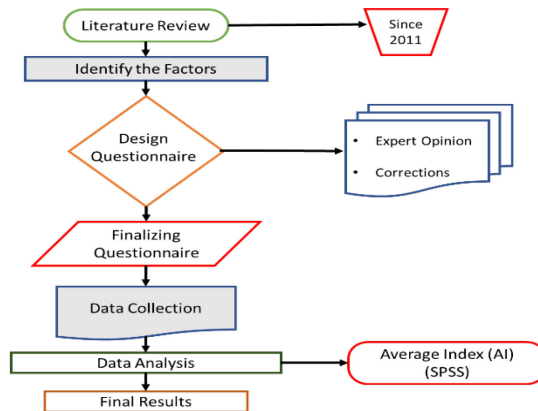 Literature Review
Since
2011
Identify the Factors
Design
Questionnaire
• Expert Opinion
• Corrections
Finalizing
Questionnaire
Data Collection
Data Analysis
Average Index (AI)
(SPSS)
Final Results